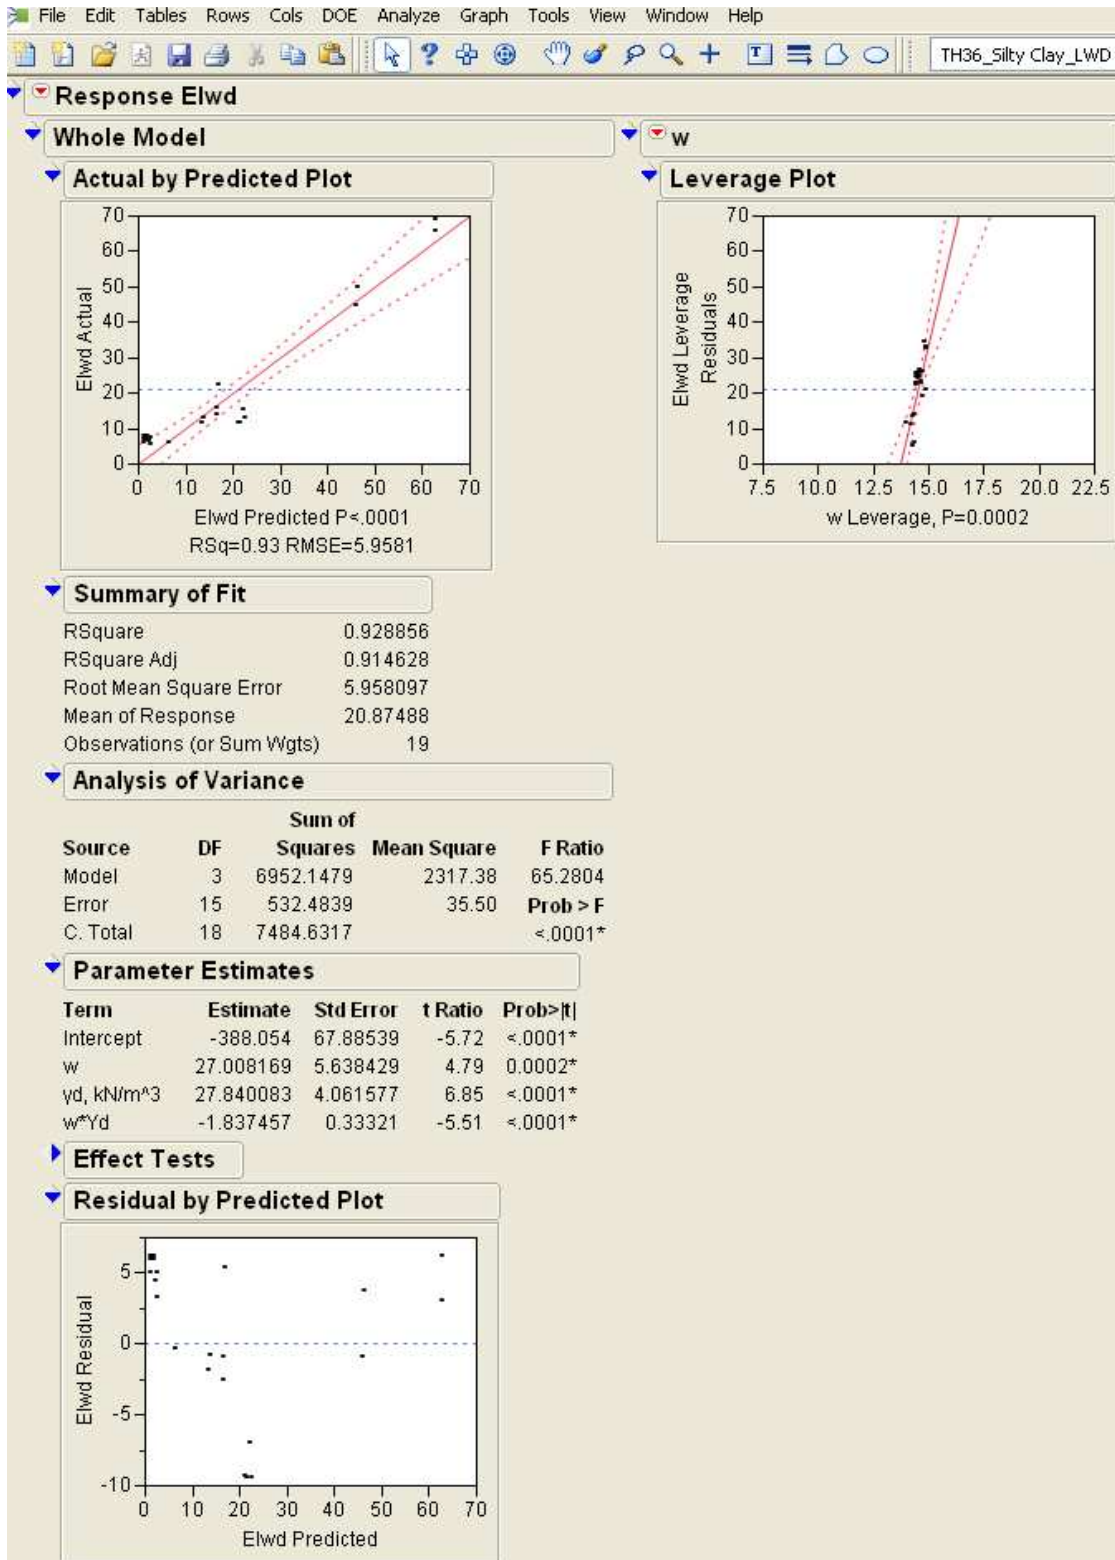 File Edit Tables Rows Cols DOE Analyze Graph Tools View Window Help
TH36_Silty Clay_LWD
Response Elwd
Whole Model
Actual by Predicted Plot
70
60
50
40
30
20
10
0
Elwd Actual
0 10 20 30 40 50 60 70
Elwd Predicted P<.0001
RSq=0.93 RMSE=5.9581
w
Leverage Plot
70
60
50
40
30
20
10
0
Elwd Leverage
Residuals
7.5 10.0 12.5 15.0 17.5 20.0 22.5
w Leverage, P=0.0002
Summary of Fit
RSquare 0.928856
RSquare Adj 0.914628
Root Mean Square Error 5.958097
Mean of Response 20.87488
Observations (or Sum Wgts) 19
Analysis of Variance
Sum of
Source DF Squares Mean Square F Ratio
Model 3 6952.1479 2317.38 65.2804
Error 15 532.4839 35.50 Prob > F
C. Total 18 7484.6317 <.0001*
Parameter Estimates
Term Estimate Std Error t Ratio Prob>|t|
Intercept -388.054 67.88539 -5.72 <.0001*
w 27.008169 5.638429 4.79 0.0002*
γd, kN/m^3 27.840083 4.061577 6.85 <.0001*
w*Yd -1.837457 0.33321 -5.51 <.0001*
Effect Tests
Residual by Predicted Plot
5
0
-5
-10
Elwd Residual
0 10 20 30 40 50 60 70
Elwd Predicted